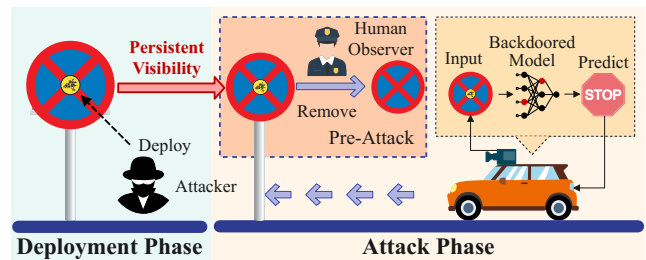 Persistent
Visibility
Human
Observer
Remove
Pre-Attack
Deploy
Attacker
Input
Backdoored
Model
Predict
STOP
Deployment Phase
Attack Phase